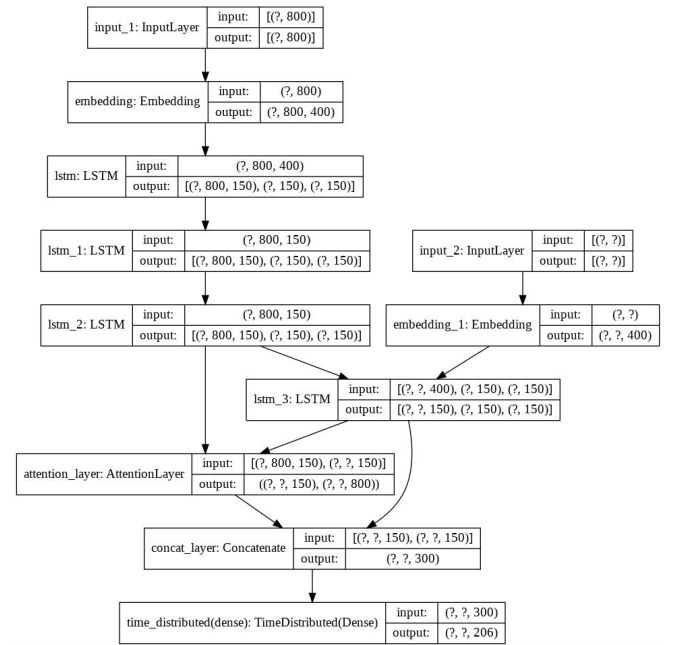 input_1: InputLayer
input: [(?, 800)]
output: [(?, 800)]
embedding: Embedding
input: (?, 800)
output: (?, 800, 400)
lstm: LSTM
input: (?, 800, 400)
output: [(?, 800, 150), (?, 150), (?, 150)]
lstm_1: LSTM
input: (?, 800, 150)
output: [(?, 800, 150), (?, 150), (?, 150)]
input_2: InputLayer
input: [(?, ?)]
output: [(?, ?)]
lstm_2: LSTM
input: (?, 800, 150)
output: [(?, 800, 150), (?, 150), (?, 150)]
embedding_1: Embedding
input: (?, ?)
output: (?, ?, 400)
lstm_3: LSTM
input: [(?, ?, 400), (?, 150), (?, 150)]
output: [(?, ?, 150), (?, 150), (?, 150)]
attention_layer: AttentionLayer
input: [(?, 800, 150), (?, ?, 150)]
output: ((?, ?, 150), (?, ?, 800))
concat_layer: Concatenate
input: [(?, ?, 150), (?, ?, 150)]
output: (?, ?, 300)
time_distributed(dense): TimeDistributed(Dense)
input: (?, ?, 300)
output: (?, ?, 206)